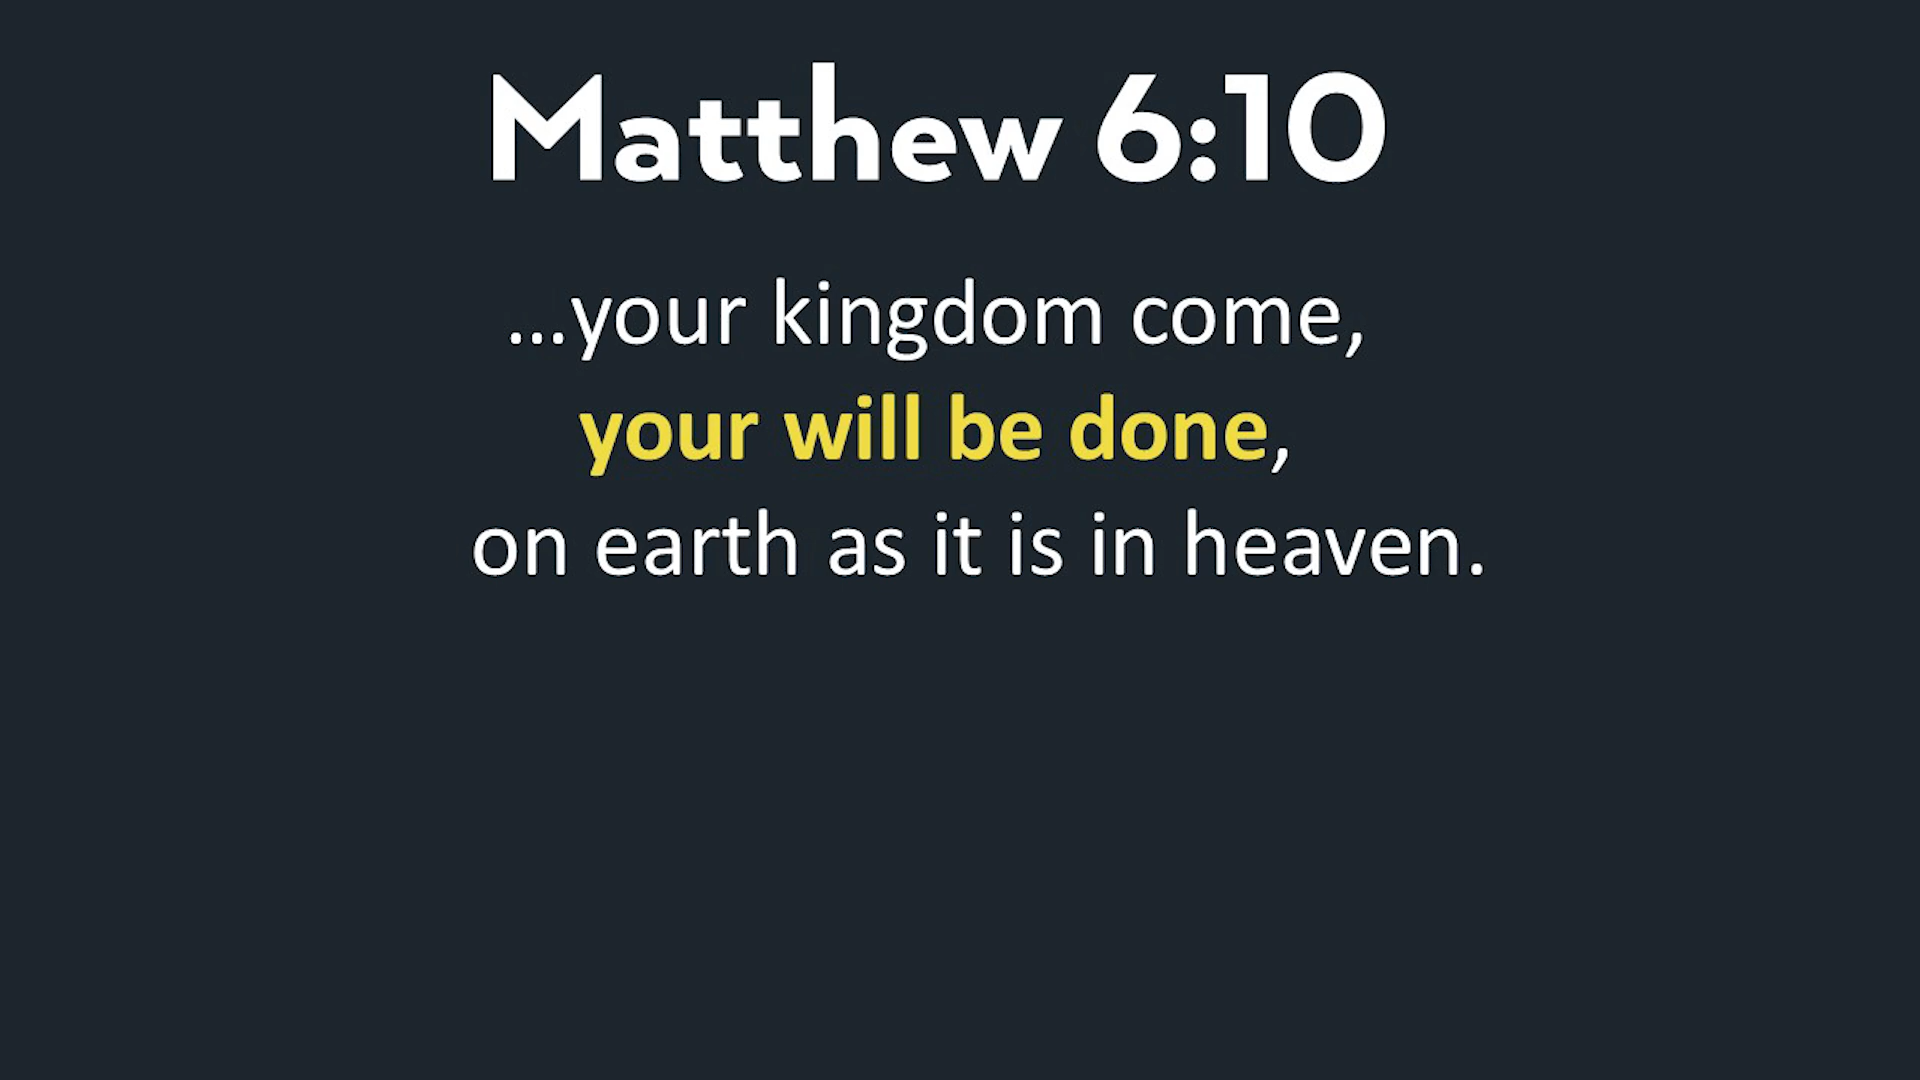 Matthew 6:10
...your kingdom come,
your will be done,
on earth as it is in heaven.